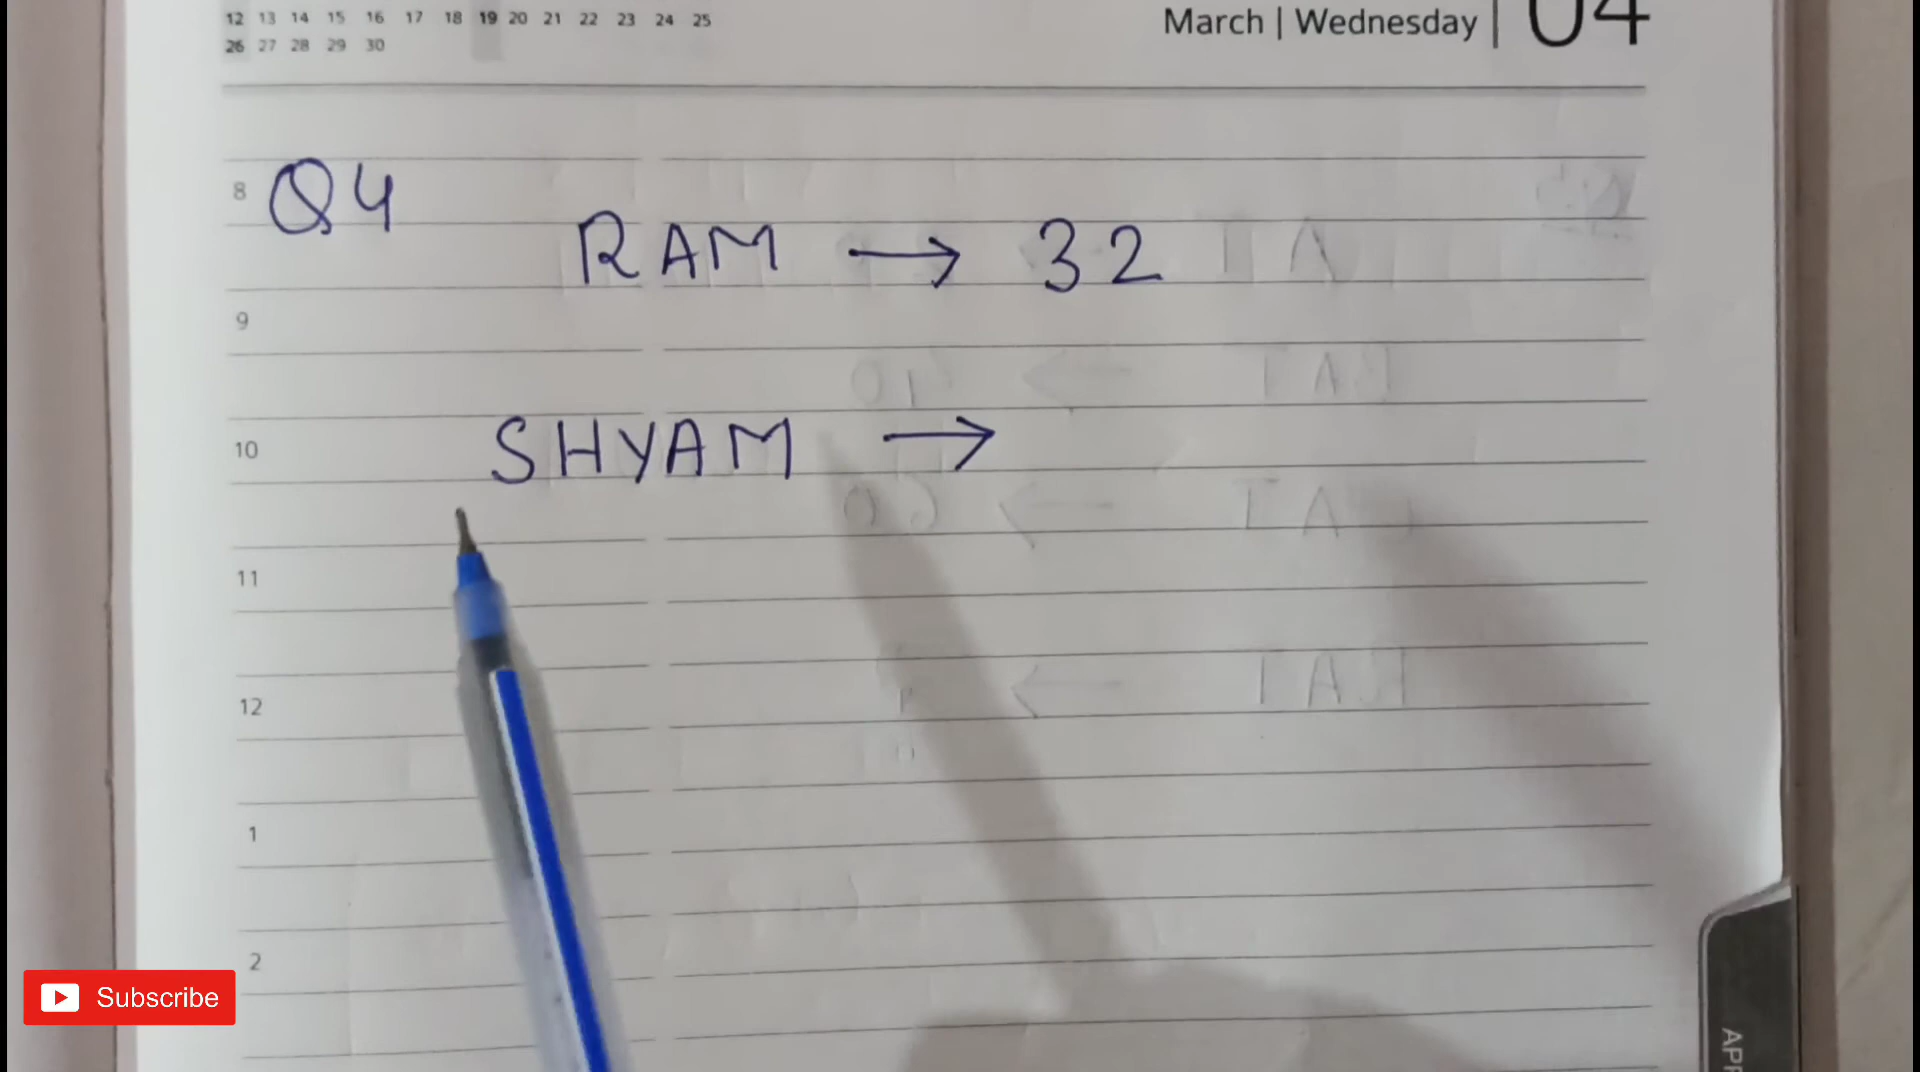 12 13 14 15 16 17 18 19 20 21 22 23 24 25
26 27 28 29 30
March | Wednesday | 04
8
Q4
RAM → 32
9
SHYAM →
10
11
12
1
2
Subscribe
APR